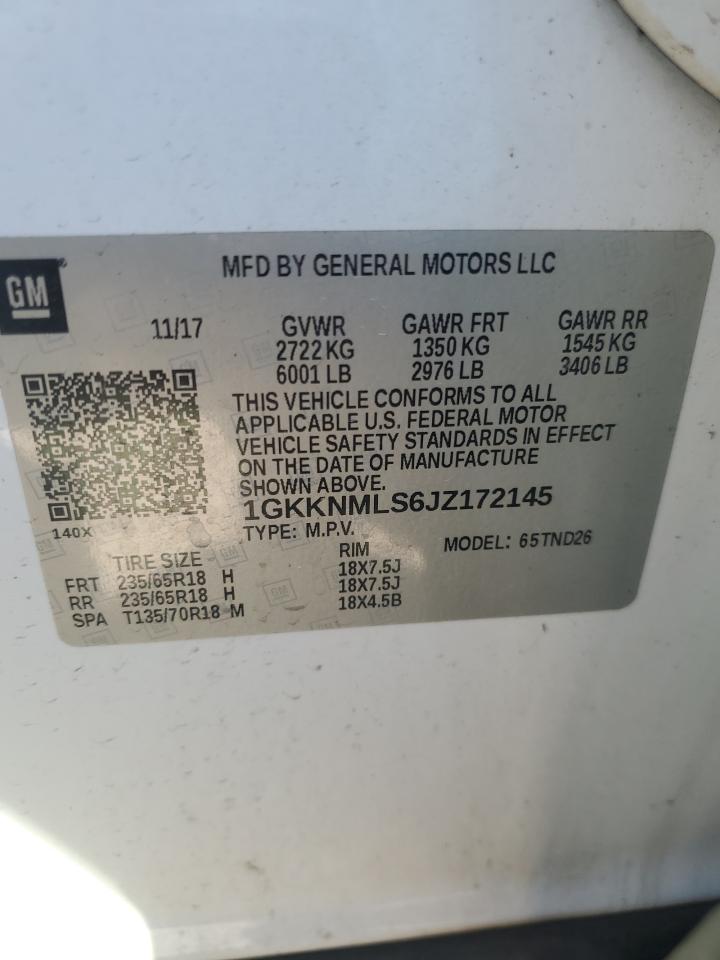 GM
MFD BY GENERAL MOTORS LLC
11/17 GVWR GAWR FRT GAWR RR
2722 KG 1350 KG 1545 KG
6001 LB 2976 LB 3406 LB
THIS VEHICLE CONFORMS TO ALL
APPLICABLE U.S. FEDERAL MOTOR
VEHICLE SAFETY STANDARDS IN EFFECT
ON THE DATE OF MANUFACTURE
SHOWN ABOVE.
1GKKNMLS6JZ172145
140X TYPE: M.P.V. MODEL: 65TND26
TIRE SIZE RIM
FRT 235/65R18 H 18X7.5J
RR 235/65R18 H 18X7.5J
SPA T135/70R18 M 18X4.5B